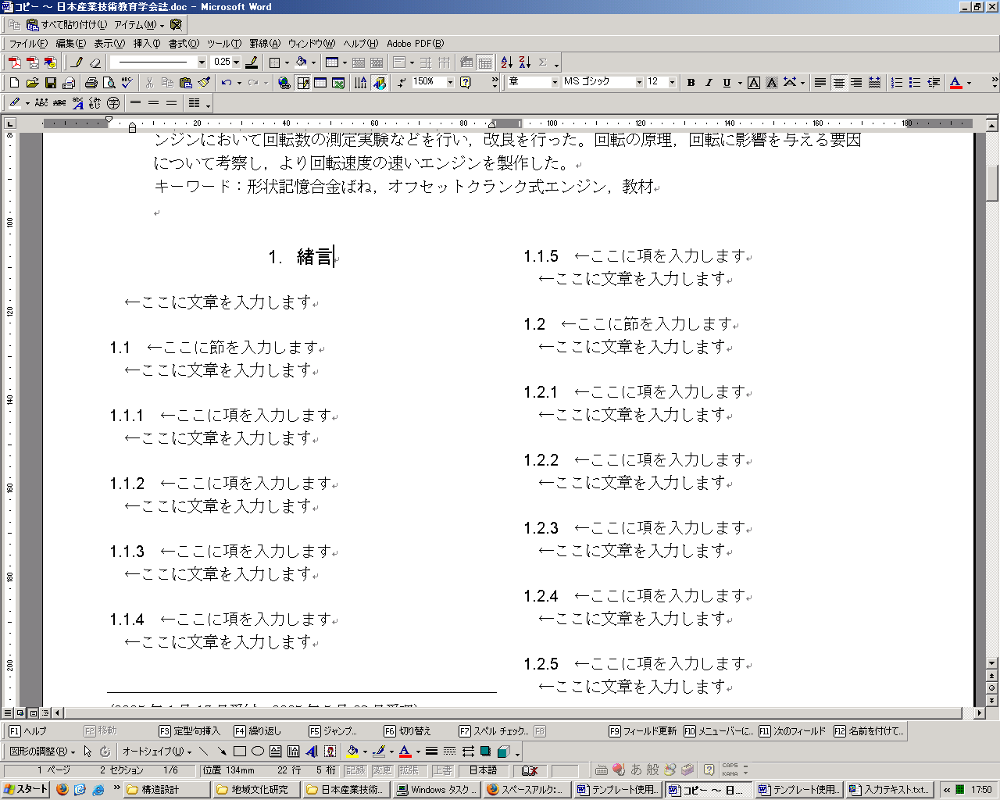 コピー ～ 日本産業技術教育学会誌.doc - Microsoft Word
すべて貼り付け(L) アイテム(M)
ファイル(F) 編集(E) 表示(V) 挿入(I) 書式(O) ツール(T) 罫線(A) ウィンドウ(W) ヘルプ(H) Adobe PDF(B)
0.25
150% 章 MS ゴシック 12 B I U A A A
20 40 60 80 100 120 140 160 180
ンジンにおいて回転数の測定実験などを行い，改良を行った。回転の原理，回転に影響を与える要因
について考察し，より回転速度の速いエンジンを製作した。
キーワード：形状記憶合金ばね，オフセットクランク式エンジン，教材
1. 緒言
←ここに文章を入力します
1.1 ←ここに節を入力します
←ここに文章を入力します
1.1.1 ←ここに項を入力します
←ここに文章を入力します
1.1.2 ←ここに項を入力します
←ここに文章を入力します
1.1.3 ←ここに項を入力します
←ここに文章を入力します
1.1.4 ←ここに項を入力します
←ここに文章を入力します
1.1.5 ←ここに項を入力します
←ここに文章を入力します
1.2 ←ここに節を入力します
←ここに文章を入力します
1.2.1 ←ここに項を入力します
←ここに文章を入力します
1.2.2 ←ここに項を入力します
←ここに文章を入力します
1.2.3 ←ここに項を入力します
←ここに文章を入力します
1.2.4 ←ここに項を入力します
←ここに文章を入力します
1.2.5 ←ここに項を入力します
←ここに文章を入力します
F1 ヘルプ F2 移動 F3 定型句挿入 F4 繰り返し F5 ジャンプ... F6 切り替え F7 スペル チェック... F8 F9 フィールド更新 F10 メニューバーに... F11 次のフィールド F12 名前を付けて...
図形の調整(R) オートシェイプ(U)
1 ページ 2 セクション 1/6 位置 134mm 22 行 5 桁 記録 変更 拡張 上書 日本語 あ 般 CAPS KANA
スタート 構造設計 地域文化研究 日本産業技術... Windows タスク ... スペースアルク:... テンプレート使用... コピー ～ 日... テンプレート使用... 入力テキスト.txt... 17:50